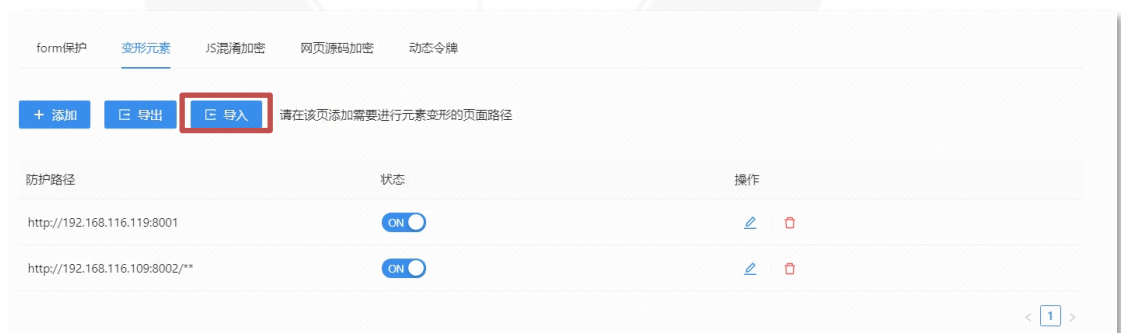 form保护 变形元素 JS混淆加密 网页源码加密 动态令牌
+ 添加 导出 导入 请在该页添加需要进行元素变形的页面路径
防护路径 状态 操作
http://192.168.116.119:8001 ON
http://192.168.116.109:8002/** ON
< 1 >